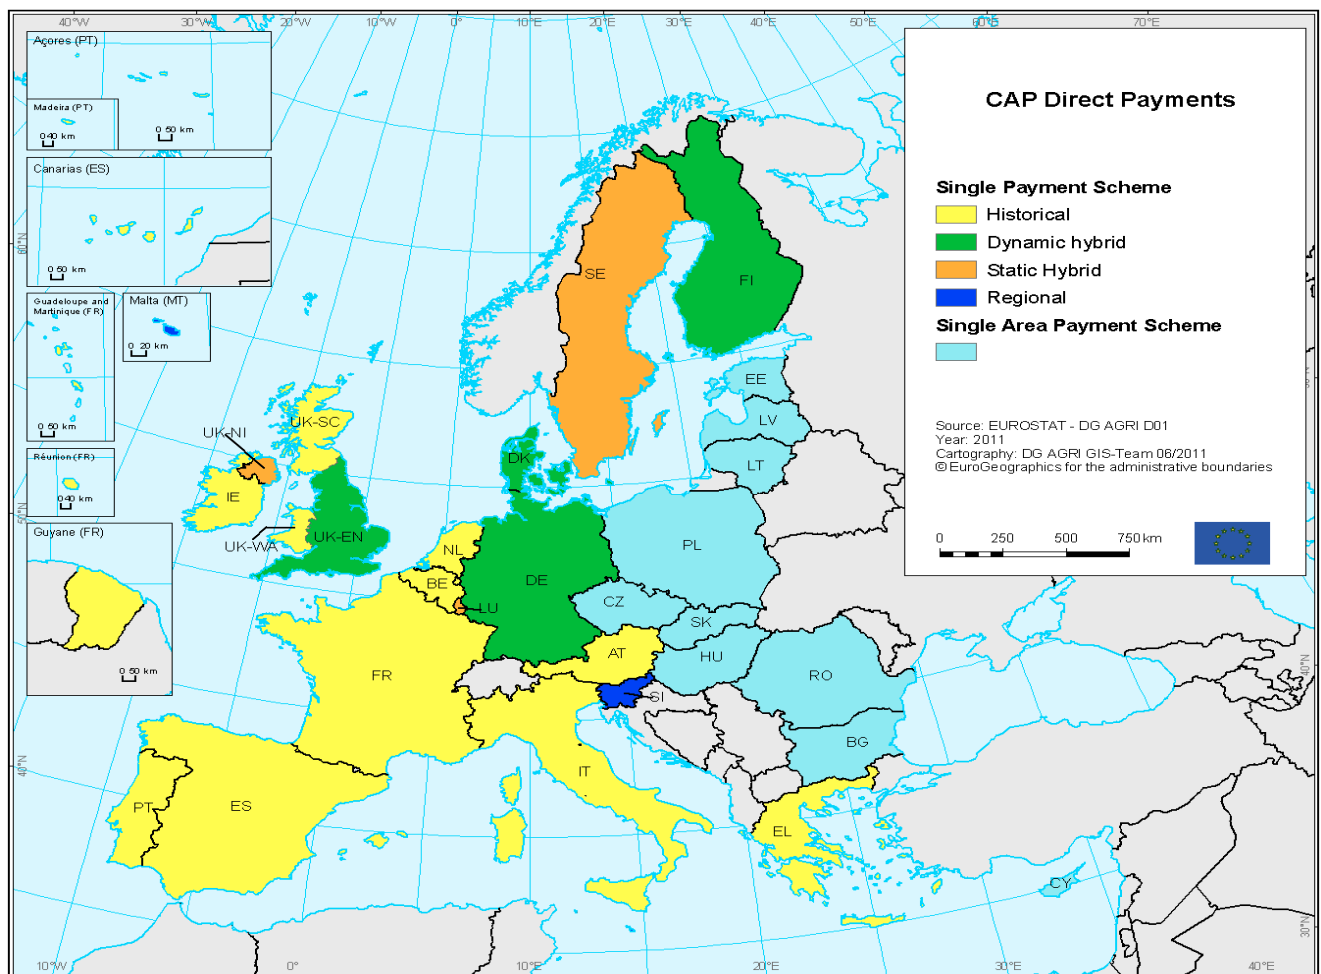 40°W
30°W
20°W
10°W
0°
10°E
20°E
30°E
40°E
50°E
60°E
70°E
Açores (PT)
Madeira (PT)
0 40 km
0 50 km
Canarias (ES)
0 50 km
Guadeloupe and
Martinique (FR)
0 50 km
Malta (MT)
0 20 km
Réunion (FR)
0 40 km
Guyane (FR)
0 50 km
CAP Direct Payments
Single Payment Scheme
Historical
Dynamic hybrid
Static Hybrid
Regional
Single Area Payment Scheme
Source: EUROSTAT - DG AGRI D01
Year: 2011
Cartography: DG AGRI GIS-Team 06/2011
© EuroGeographics for the administrative boundaries
0 250 500 750 km
60°N
50°N
40°N
40°N
30°N
SE
FI
EE
LV
LT
UK-SC
UK-NI
IE
UK-WA
UK-EN
DK
NL
BE
LU
DE
PL
CZ
SK
AT
HU
FR
SI
RO
BG
IT
PT
ES
EL
CY
10°W
0°
10°E
20°E
30°E
40°E